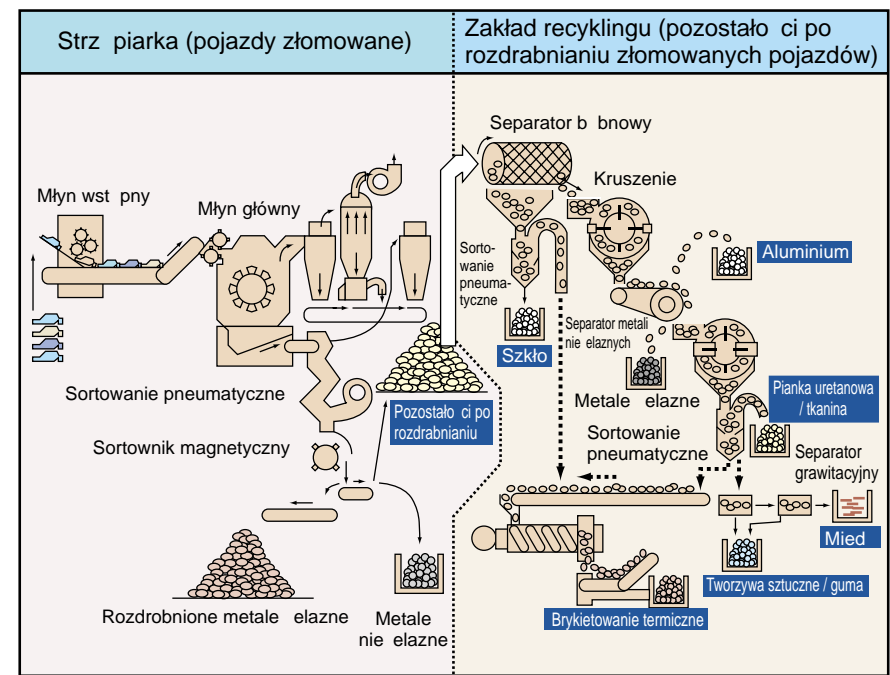 Strz piarka (pojazdy złomowane)
Zakład recyklingu (pozostało ci po
rozdrabnianiu złomowanych pojazdów)
Młyn wst pny
Młyn główny
Sortowanie pneumatyczne
Sortownik magnetyczny
Pozostało ci po
rozdrabnianiu
Rozdrobnione metale elazne
Metale
nie elazne
Separator b bnowy
Kruszenie
Sorto-
wanie
pneuma-
tyczne
Aluminium
Szkło
Separator metali
nie elaznych
Metale elazne
Pianka uretanowa
/ tkanina
Sortowanie
pneumatyczne
Separator
grawitacyjny
Mied
Tworzywa sztuczne / guma
Brykietowanie termiczne